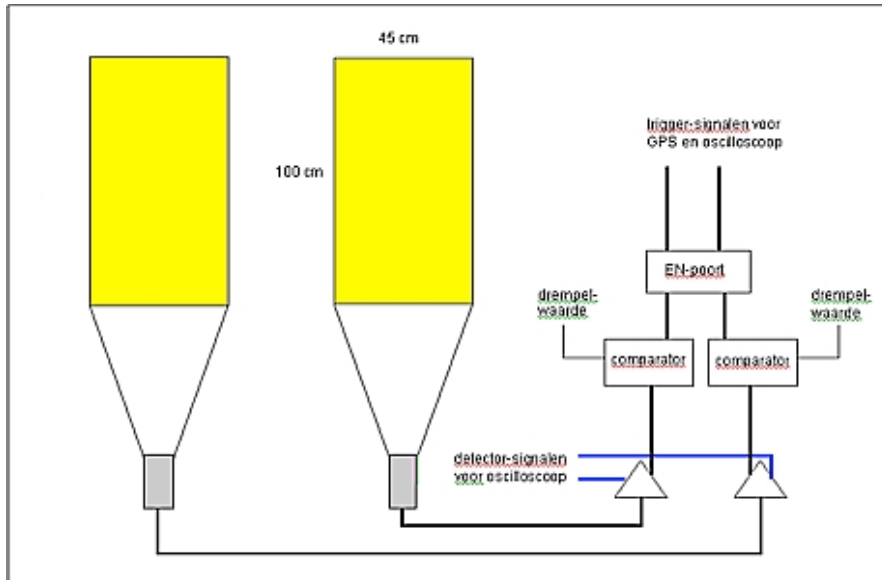 45 cm
100 cm
trigger-signalen voor
GPS en oscilloscoop
EN-poort
drempel-
waarde
drempel-
waarde
comparator
comparator
detector-signalen
voor oscilloscoop